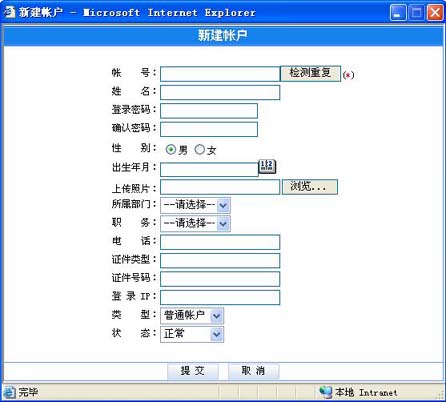 新建帐户 - Microsoft Internet Explorer
新建帐户
帐 号: 检测重复 (*)
姓 名:
登录密码:
确认密码:
性 别: 男 女
出生年月:
上传照片: 浏览...
所属部门: --请选择--
职 务: --请选择--
电 话:
证件类型:
证件号码:
登 录 IP:
类 型: 普通帐户
状 态: 正常
提 交 取 消
完毕 本地 Intranet